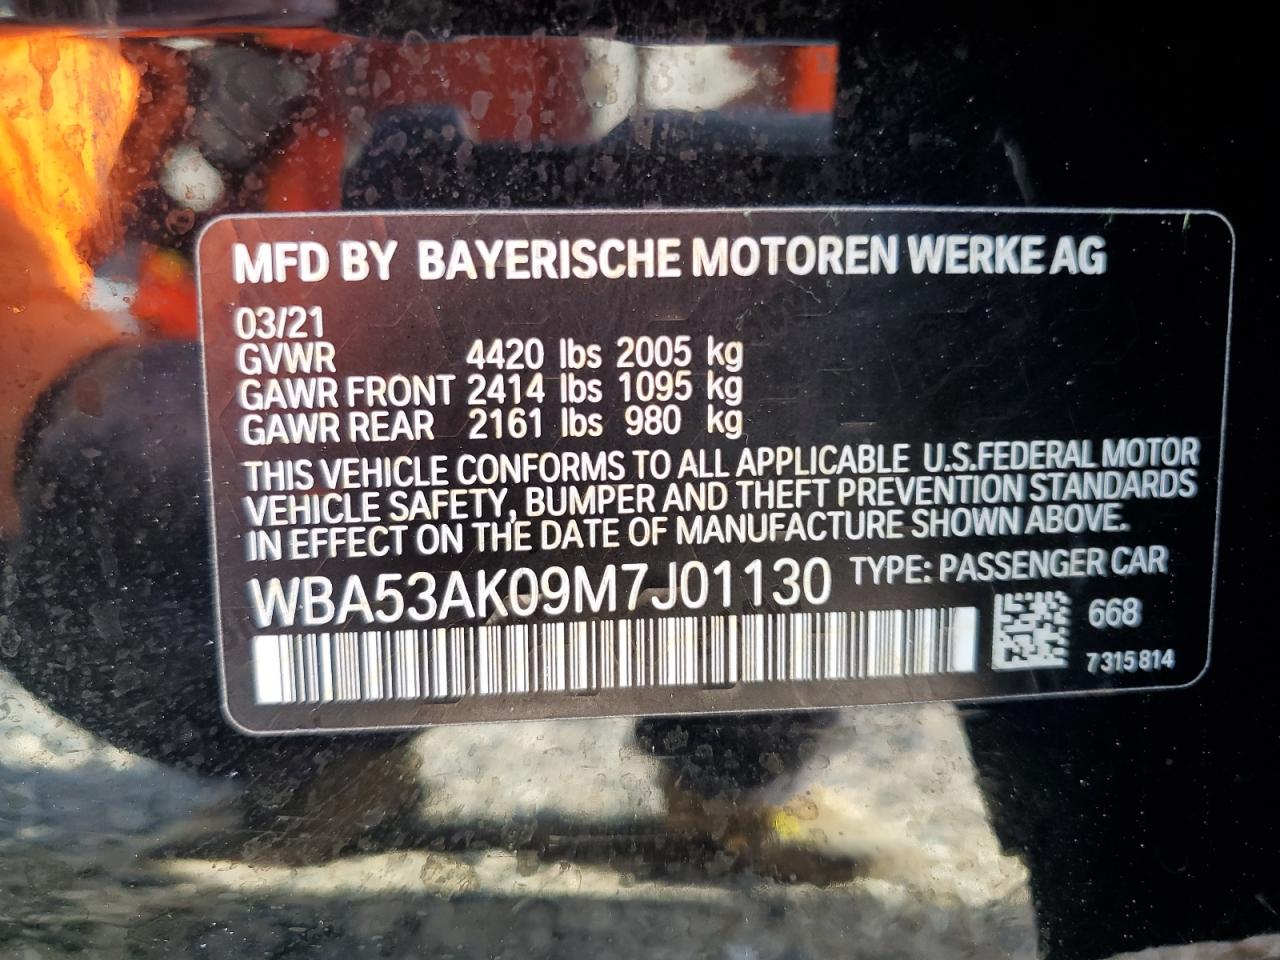 MFD BY BAYERISCHE MOTOREN WERKE AG
03/21
GVWR 4420 lbs 2005 kg
GAWR FRONT 2414 lbs 1095 kg
GAWR REAR 2161 lbs 980 kg
THIS VEHICLE CONFORMS TO ALL APPLICABLE U.S.FEDERAL MOTOR
VEHICLE SAFETY, BUMPER AND THEFT PREVENTION STANDARDS
IN EFFECT ON THE DATE OF MANUFACTURE SHOWN ABOVE.
WBA53AK09M7J01130 TYPE: PASSENGER CAR
668
7315814